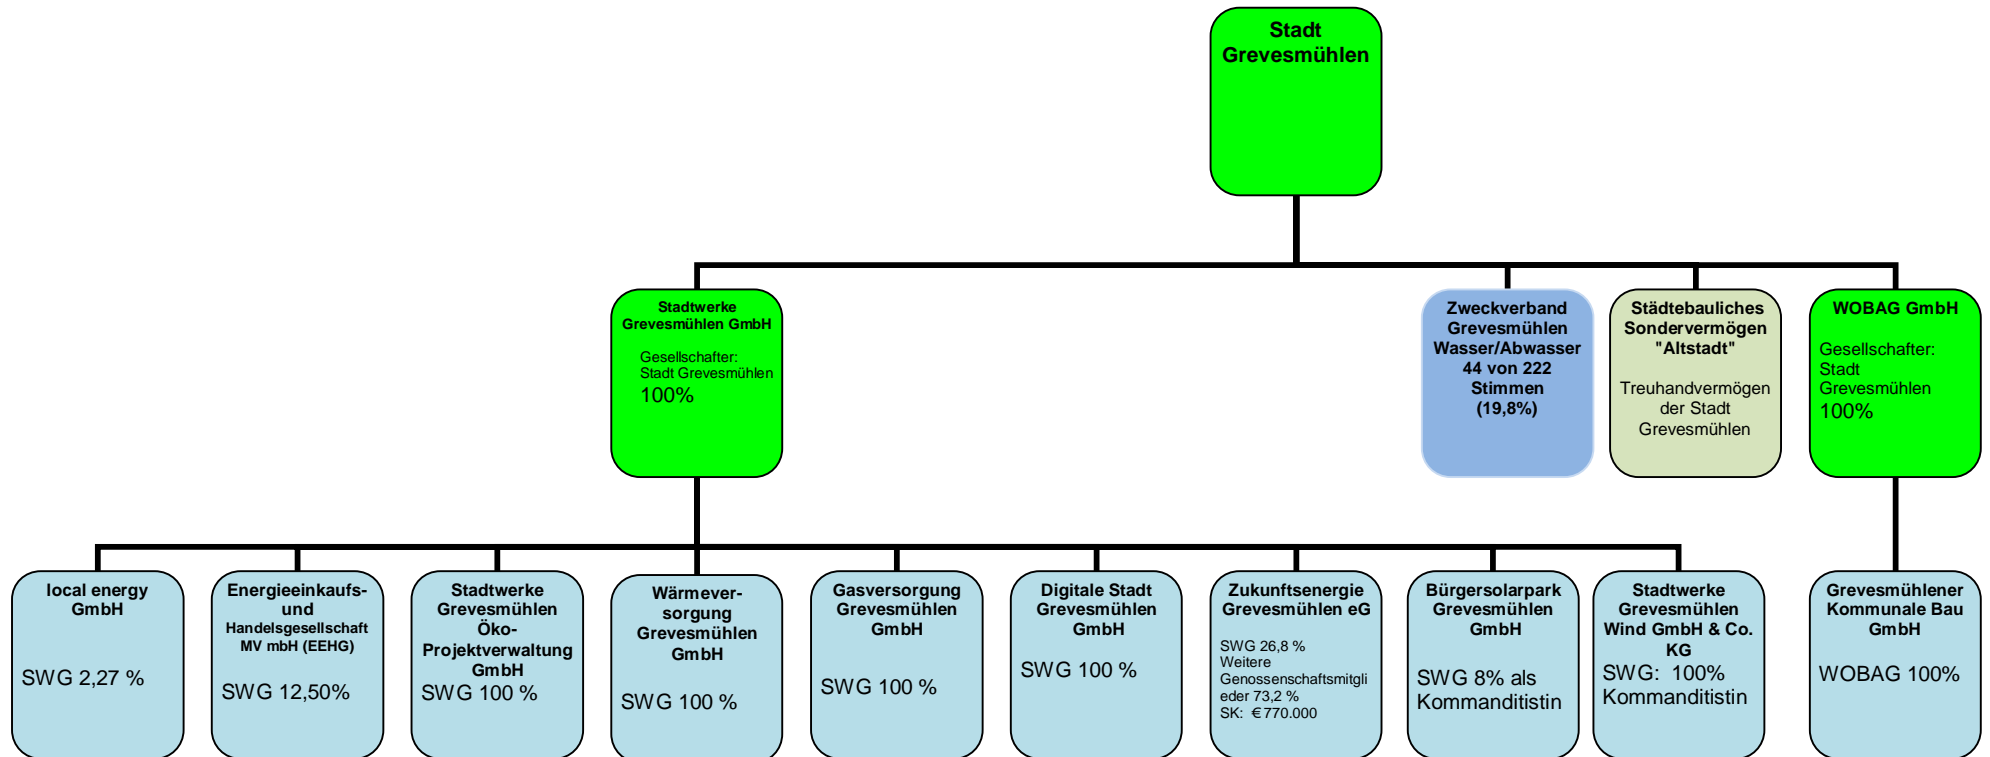 Stadt
Grevesmühlen
Stadtwerke
Grevesmühlen GmbH
Gesellschafter:
Stadt Grevesmühlen
100%
Zweckverband
Grevesmühlen
Wasser/Abwasser
44 von 222
Stimmen
(19,8%)
Städtebauliches
Sondervermögen
"Altstadt"
Treuhandvermögen
der Stadt
Grevesmühlen
WOBAG GmbH
Gesellschafter:
Stadt
Grevesmühlen
100%
local energy
GmbH
SWG 2,27 %
Energieeinkaufs-
und
Handelsgesellschaft
MV mbH (EEHG)
SWG 12,50%
Stadtwerke
Grevesmühlen
Öko-
Projektverwaltung
GmbH
SWG 100 %
Wärmever-
sorgung
Grevesmühlen
GmbH
SWG 100 %
Gasversorgung
Grevesmühlen
GmbH
SWG 100 %
Digitale Stadt
Grevesmühlen
GmbH
SWG 100 %
Zukunftsenergie
Grevesmühlen eG
SWG 26,8 %
Weitere
Genossenschaftsmitgli
eder 73,2 %
SK: € 770.000
Bürgersolarpark
Grevesmühlen
GmbH
SWG 8% als
Kommanditistin
Stadtwerke
Grevesmühlen
Wind GmbH & Co.
KG
SWG: 100%
Kommanditistin
Grevesmühlener
Kommunale Bau
GmbH
WOBAG 100%